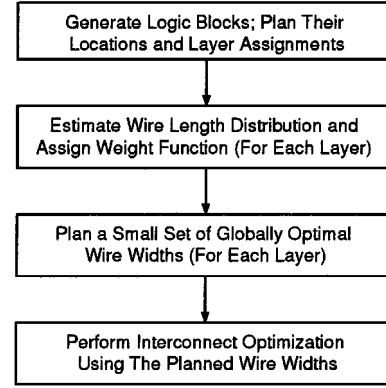 Generate Logic Blocks; Plan Their
Locations and Layer Assignments
Estimate Wire Length Distribution and
Assign Weight Function (For Each Layer)
Plan a Small Set of Globally Optimal
Wire Widths (For Each Layer)
Perform Interconnect Optimization
Using The Planned Wire Widths